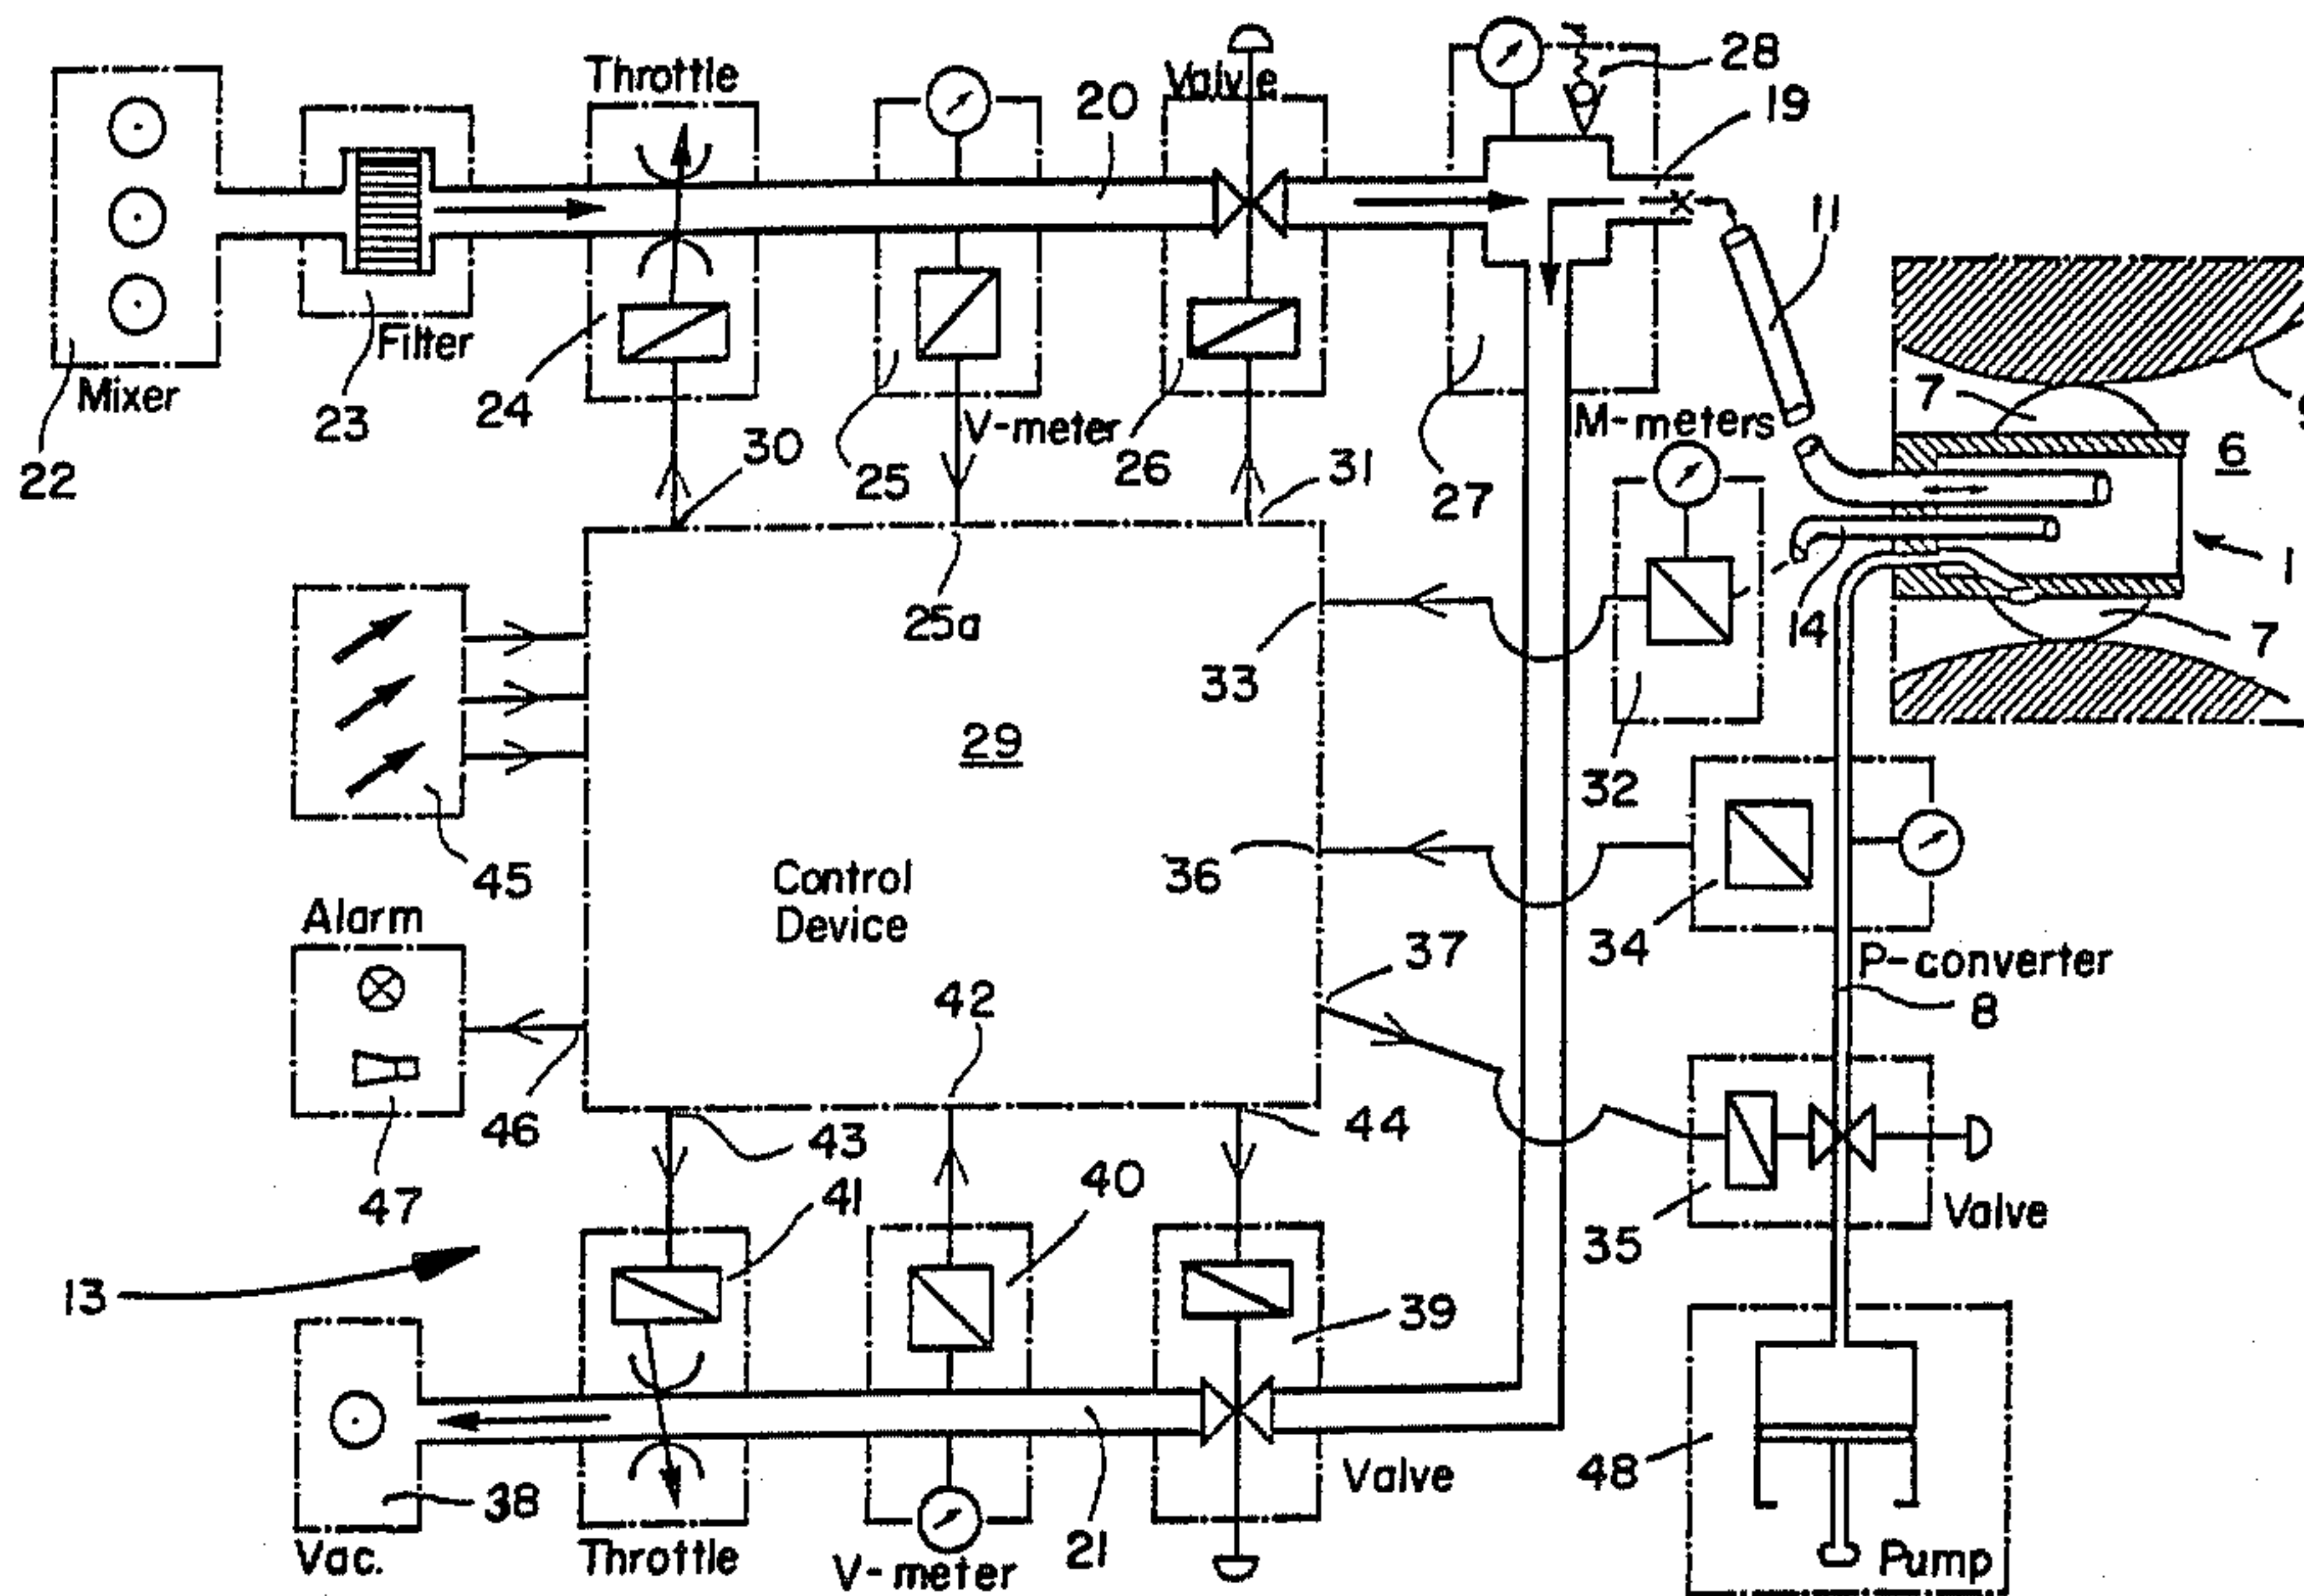 Throttle
28
20
Valve
19
11
Filter
Mixer
23
24
25
V-meter
26
M-meters
7
9
6
22
30
31
27
25a
14
1
7
33
32
29
45
36
34
Control
Device
Alarm
37
P-converter
8
42
46
43
44
47
41
40
35
Valve
13
39
38
21
Valve
48
Vac.
Throttle
V-meter
Pump